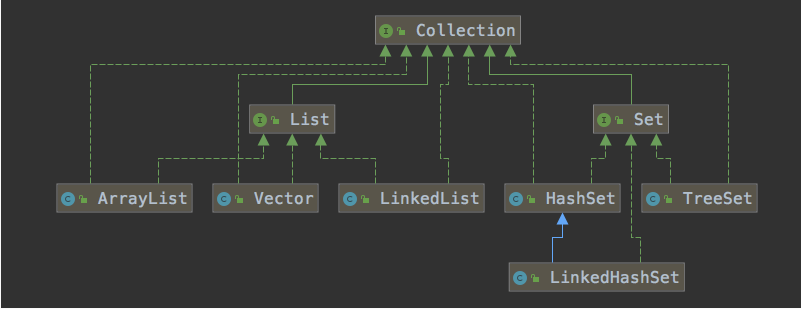 I Collection
I List
I Set
C ArrayList
C Vector
C LinkedList
C HashSet
C TreeSet
C LinkedHashSet